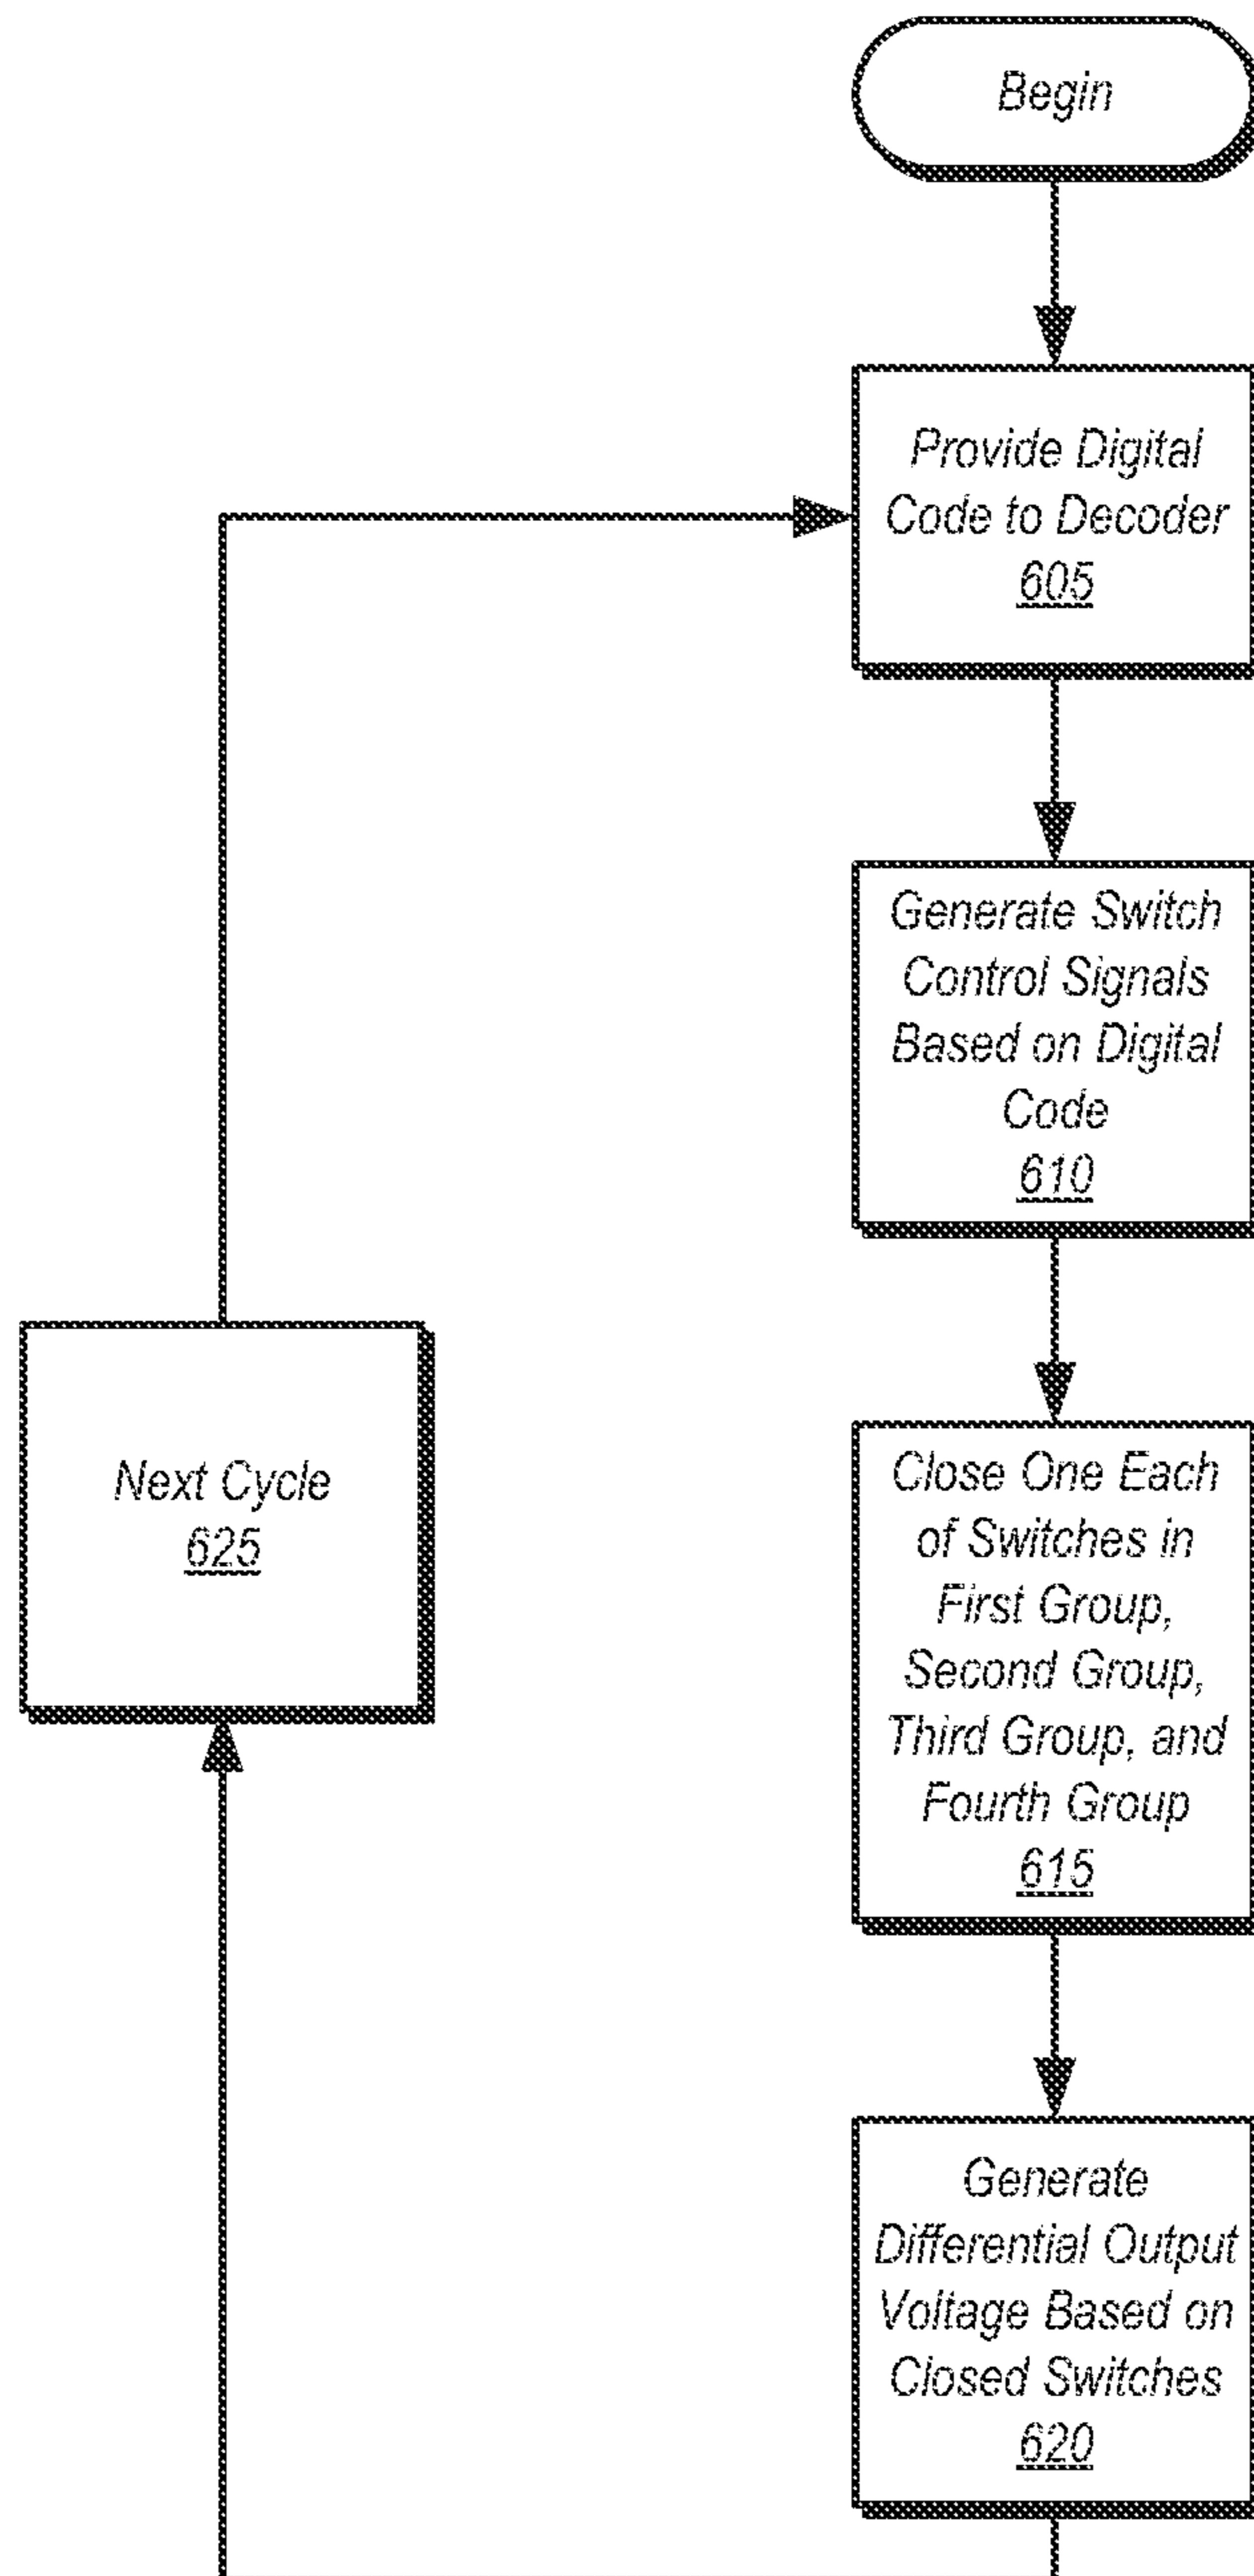 Begin
Provide Digital
Code to Decoder
605
Generate Switch
Control Signals
Based on Digital
Code
610
Close One Each
of Switches in
First Group,
Second Group,
Third Group, and
Fourth Group
615
Generate
Differential Output
Voltage Based on
Closed Switches
620
Next Cycle
625